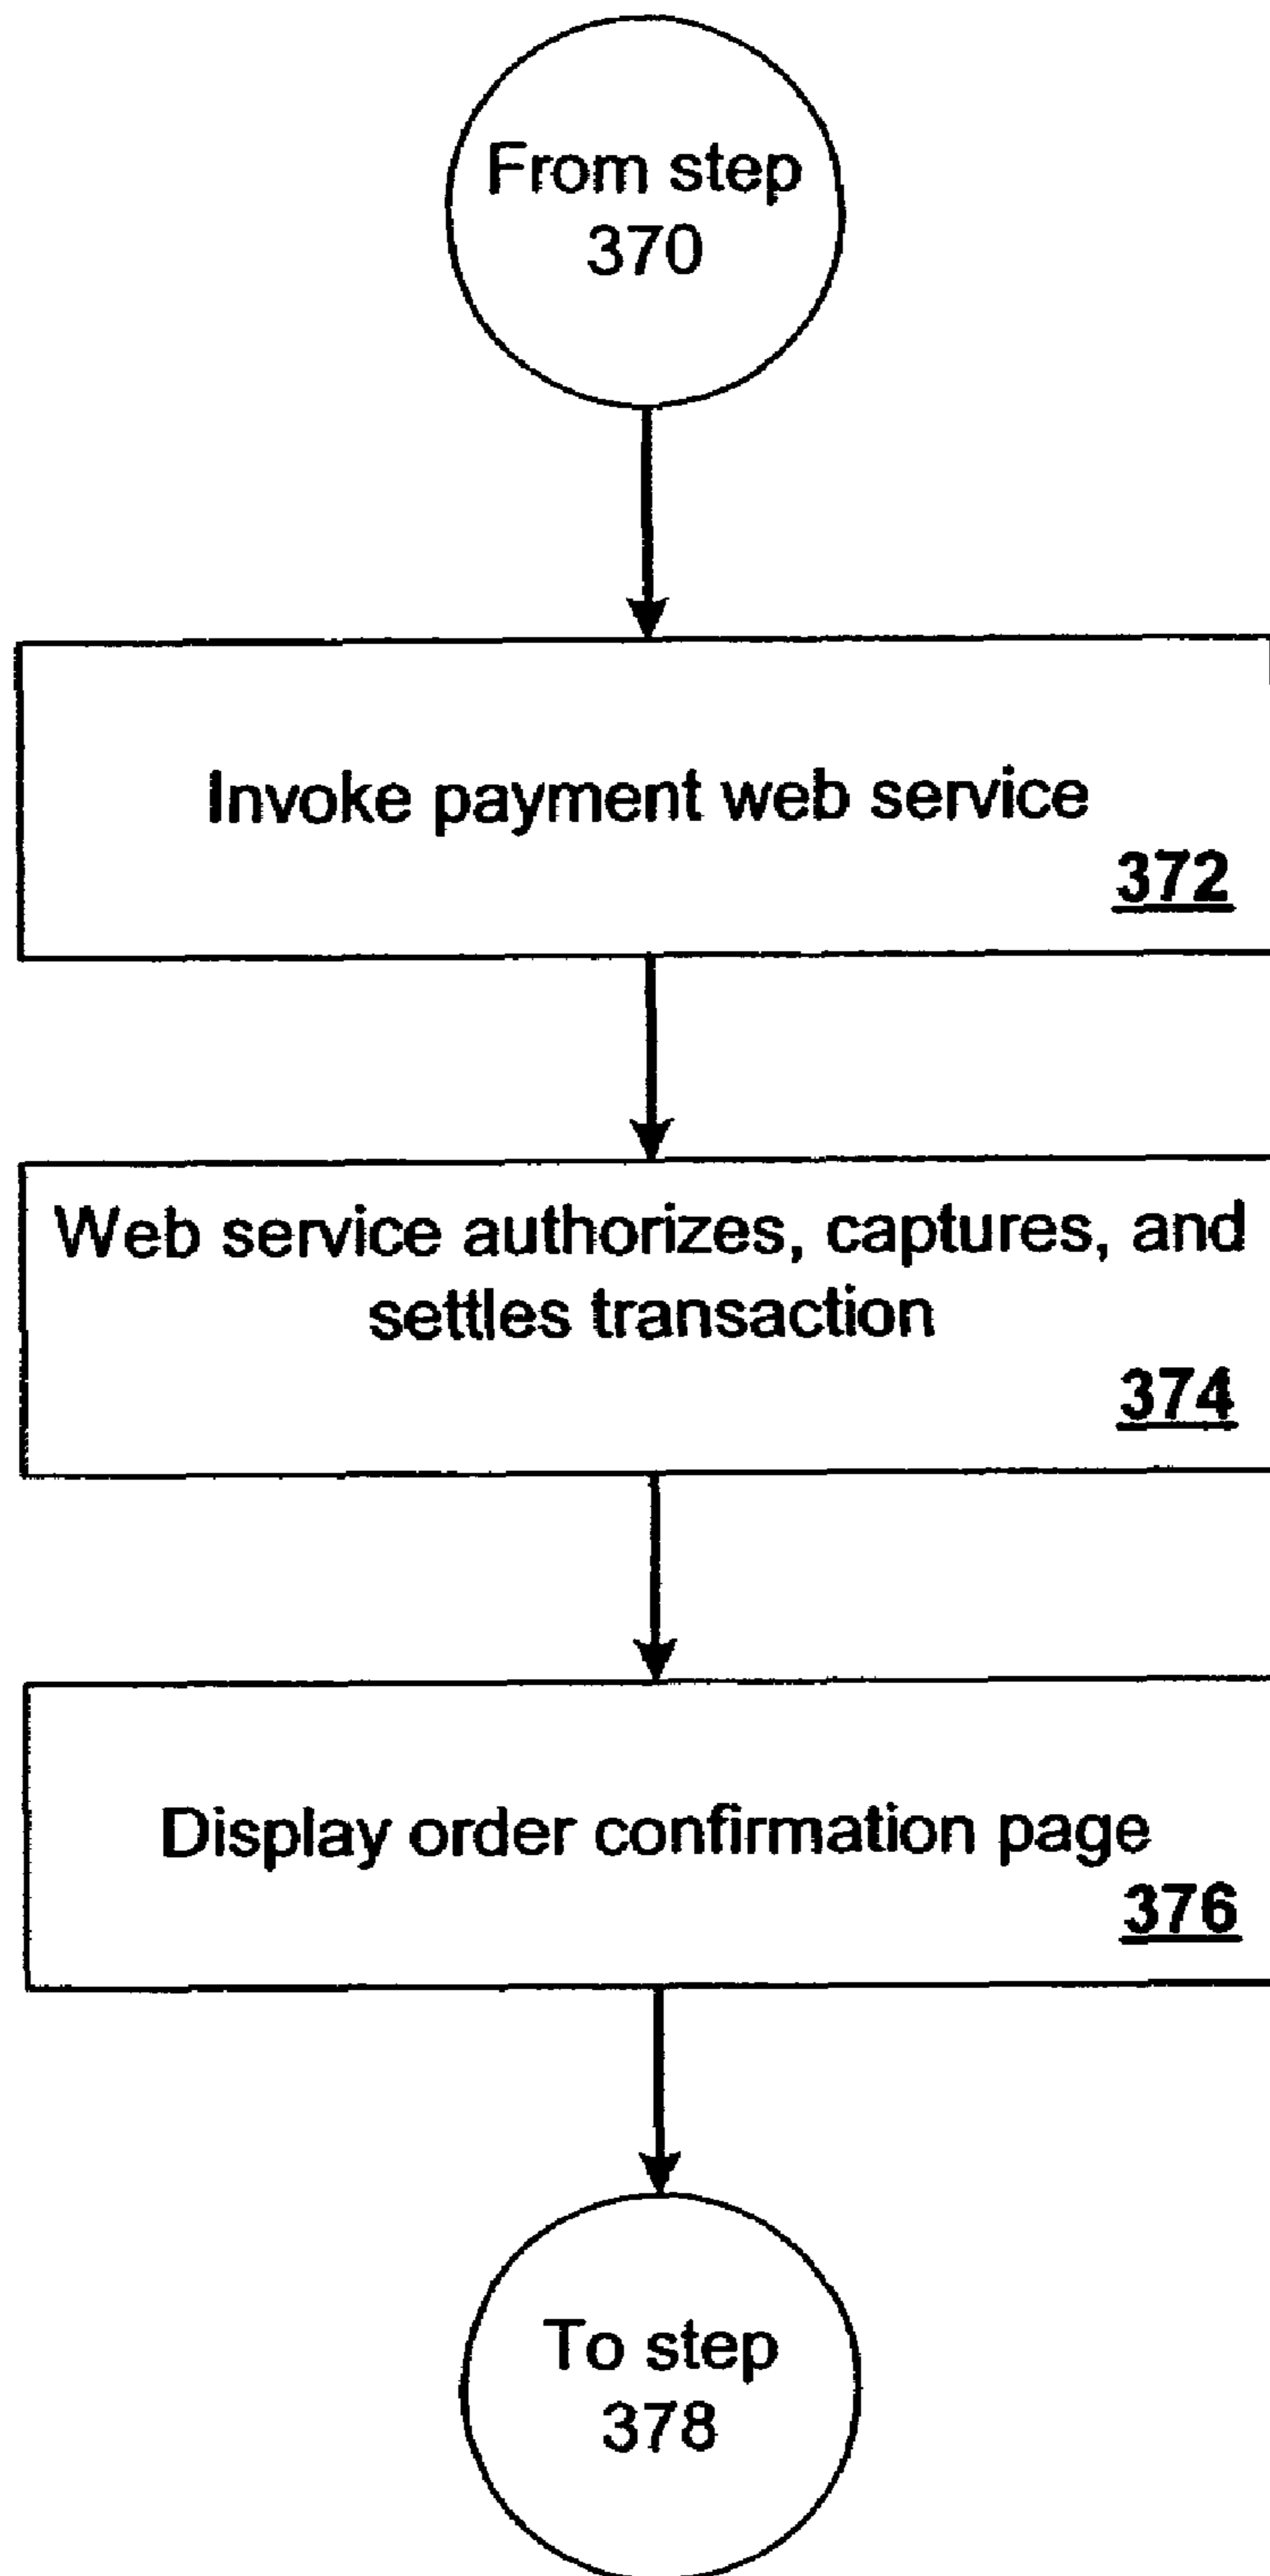 From step
370
Invoke payment web service
372
Web service authorizes, captures, and
settles transaction
374
Display order confirmation page
376
To step
378